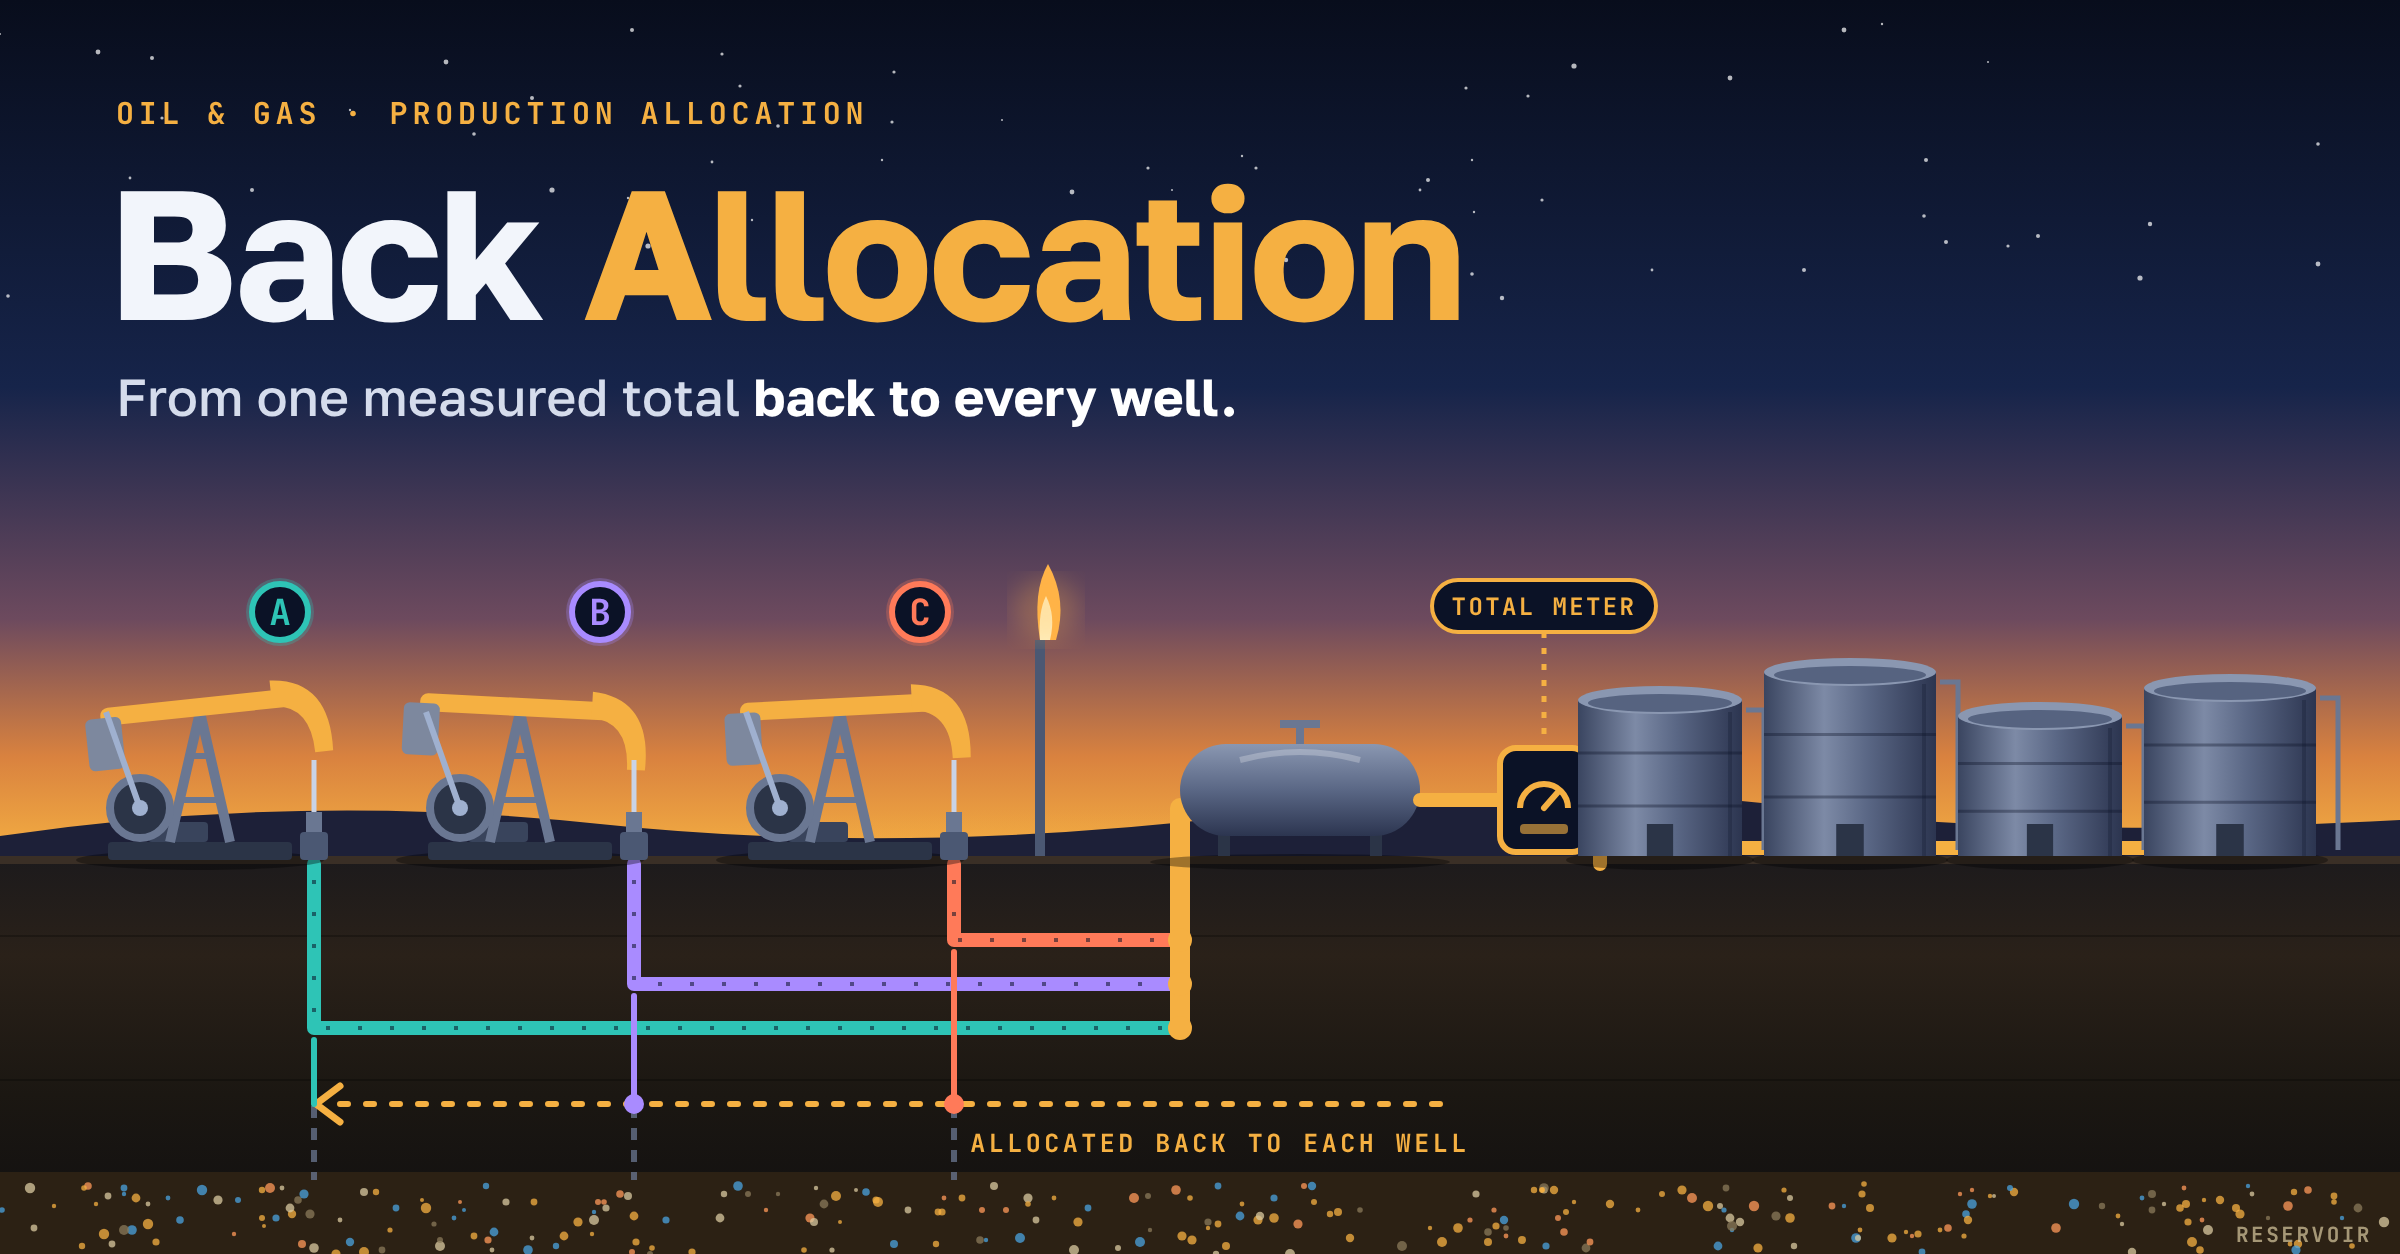 OIL & GAS · PRODUCTION ALLOCATION
Back Allocation
From one measured total back to every well.
A
B
C
TOTAL METER
ALLOCATED BACK TO EACH WELL
RESERVOIR